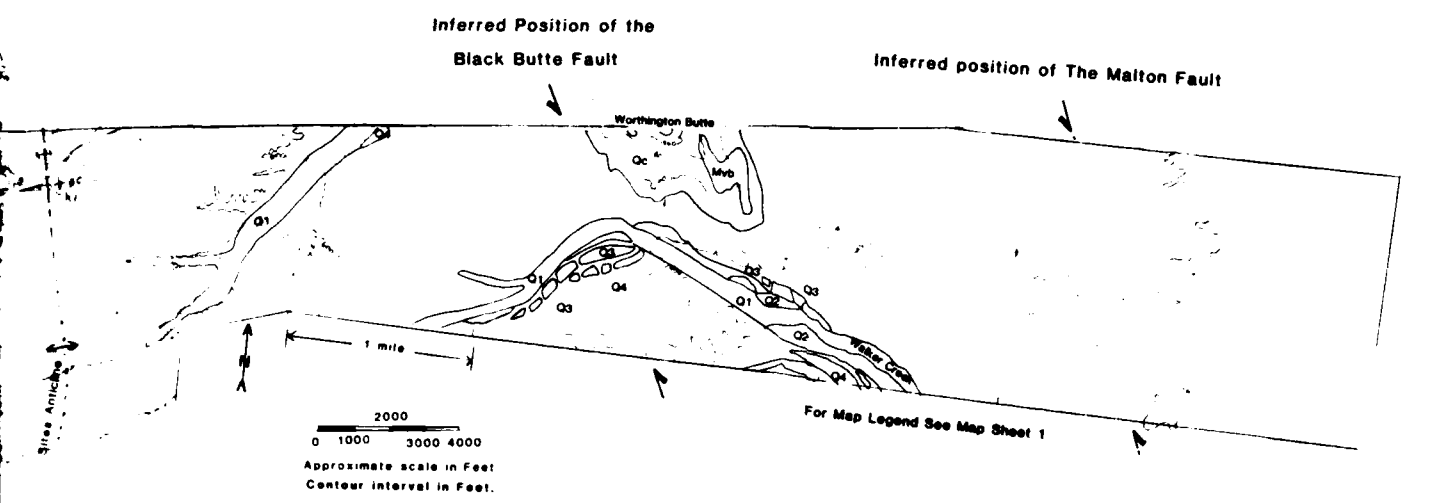 Inferred Position of the
Black Butte Fault
Inferred position of The Malton Fault
Worthington Butte
Qc
Mvb
Q1
Q1
Q3
Q4
Q3
Q3
Q3
Q1
Q2
Q2
Walker Creek
Q4
1 mile
N
Sites Anticline
2000
0 1000 3000 4000
Approximate scale in Feet
Contour interval in Feet.
For Map Legend See Map Sheet 1